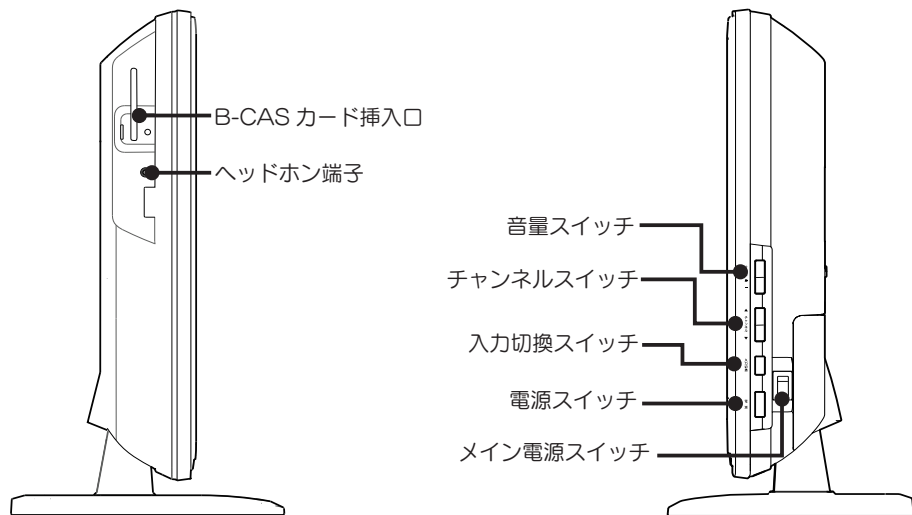 B-CAS カード挿入口
ヘッドホン端子
音量スイッチ
チャンネルスイッチ
入力切換スイッチ
電源スイッチ
メイン電源スイッチ